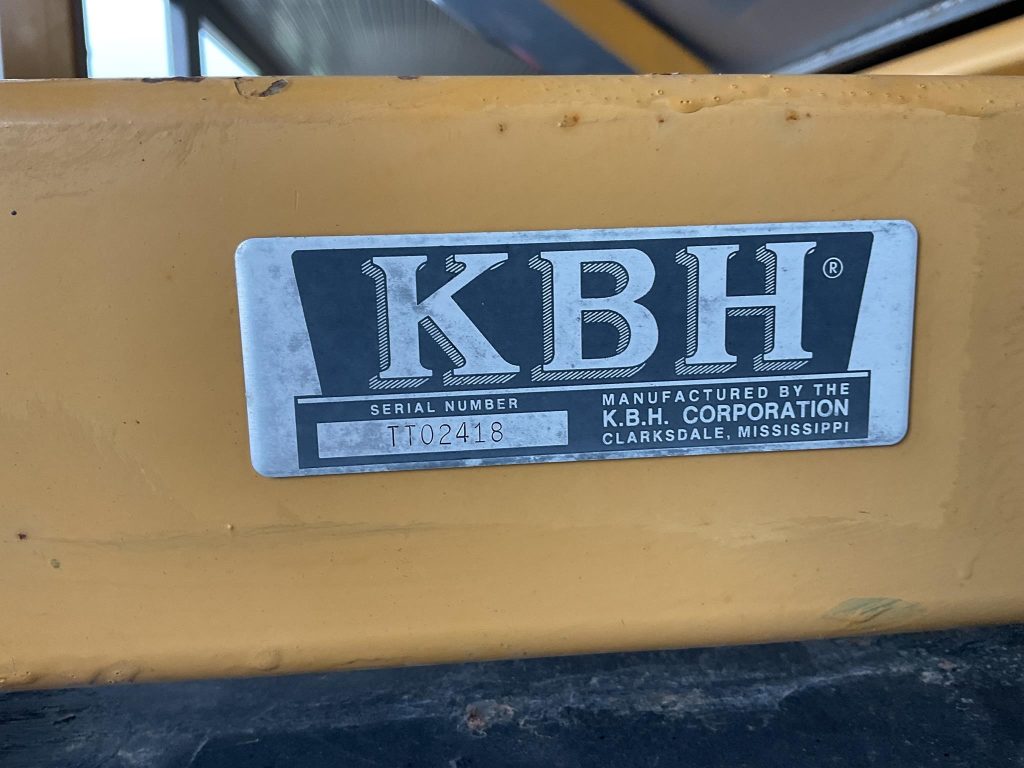 KBH®
SERIAL NUMBER
TT02418
MANUFACTURED BY THE
K.B.H. CORPORATION
CLARKSDALE, MISSISSIPPI